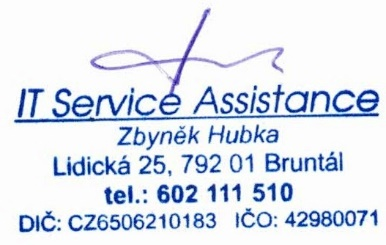 IT Service Assistance
Zbyněk Hubka
Lidická 25, 792 01 Bruntál
tel.: 602 111 510
DIČ: CZ6506210183 IČO: 42980071